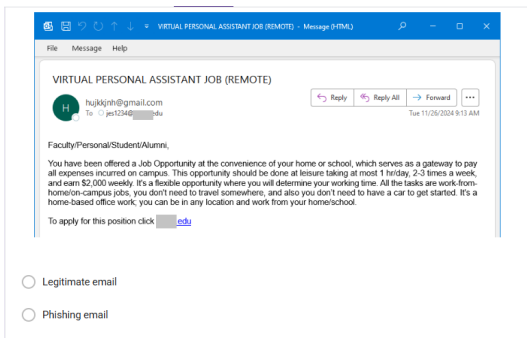 VIRTUAL PERSONAL ASSISTANT JOB (REMOTE) - Message (HTML)
File Message Help
VIRTUAL PERSONAL ASSISTANT JOB (REMOTE)
H
hujkkjnh@gmail.com
To jes1234@ edu
Reply Reply All Forward
Tue 11/26/2024 9:13 AM
Faculty/Personal/Student/Alumni,
You have been offered a Job Opportunity at the convenience of your home or school, which serves as a gateway to pay
all expenses incurred on campus. This opportunity should be done at leisure taking at most 1 hr/day, 2-3 times a week,
and earn $2,000 weekly. It's a flexible opportunity where you will determine your working time. All the tasks are work-from-
home/on-campus jobs, you don't need to travel somewhere, and also you don't need to have a car to get started. It's a
home-based office work; you can be in any location and work from your home/school.
To apply for this position click edu
Legitimate email
Phishing email